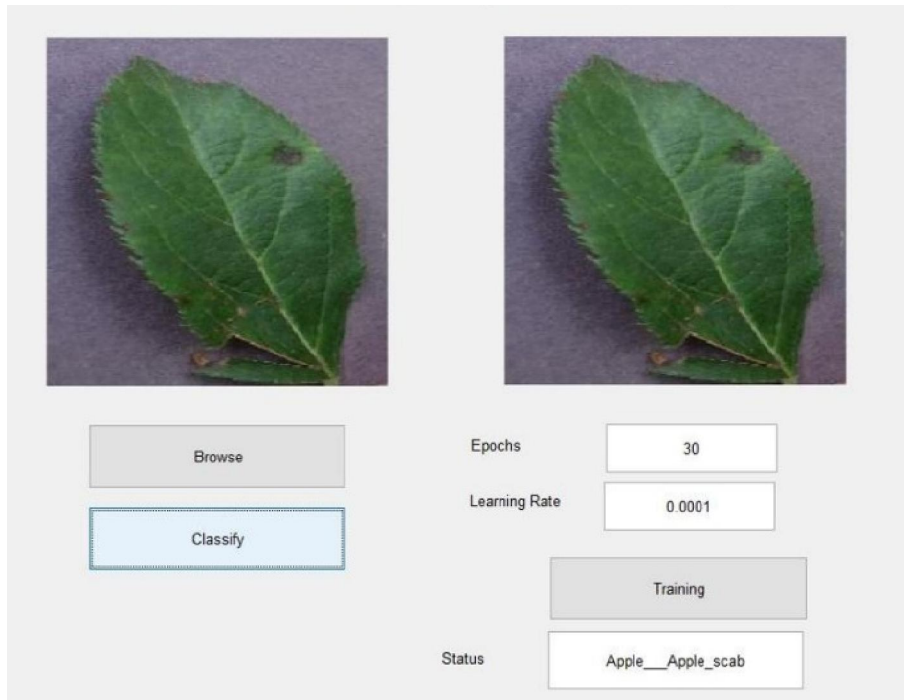 Browse
Classify
Epochs
30
Learning Rate
0.0001
Training
Status
Apple___Apple_scab